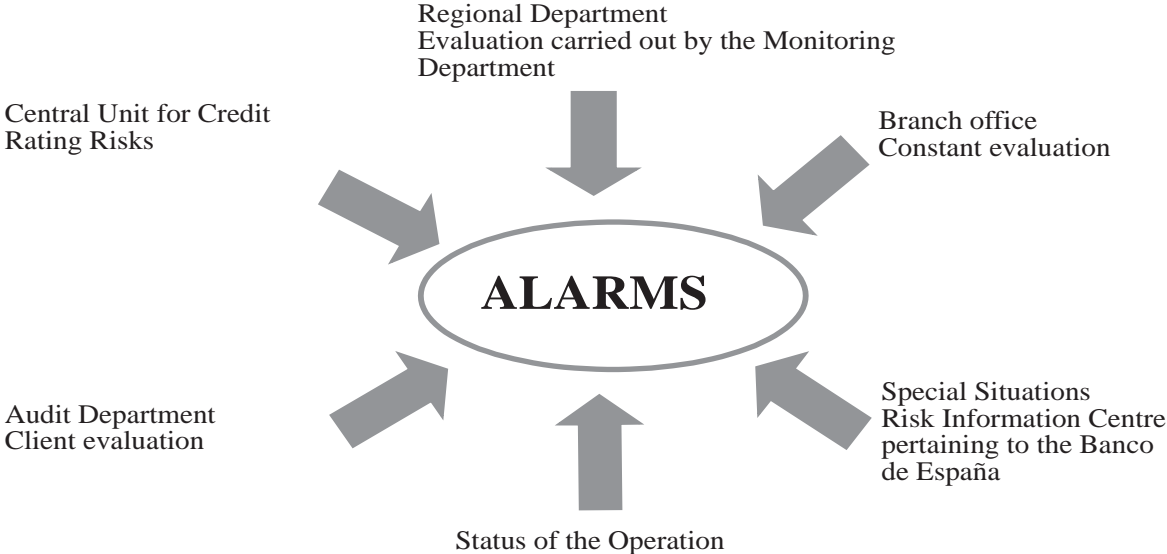 Regional Department
Evaluation carried out by the Monitoring
Department
Central Unit for Credit
Rating Risks
Branch office
Constant evaluation
ALARMS
Audit Department
Client evaluation
Special Situations
Risk Information Centre
pertaining to the Banco
de España
Status of the Operation